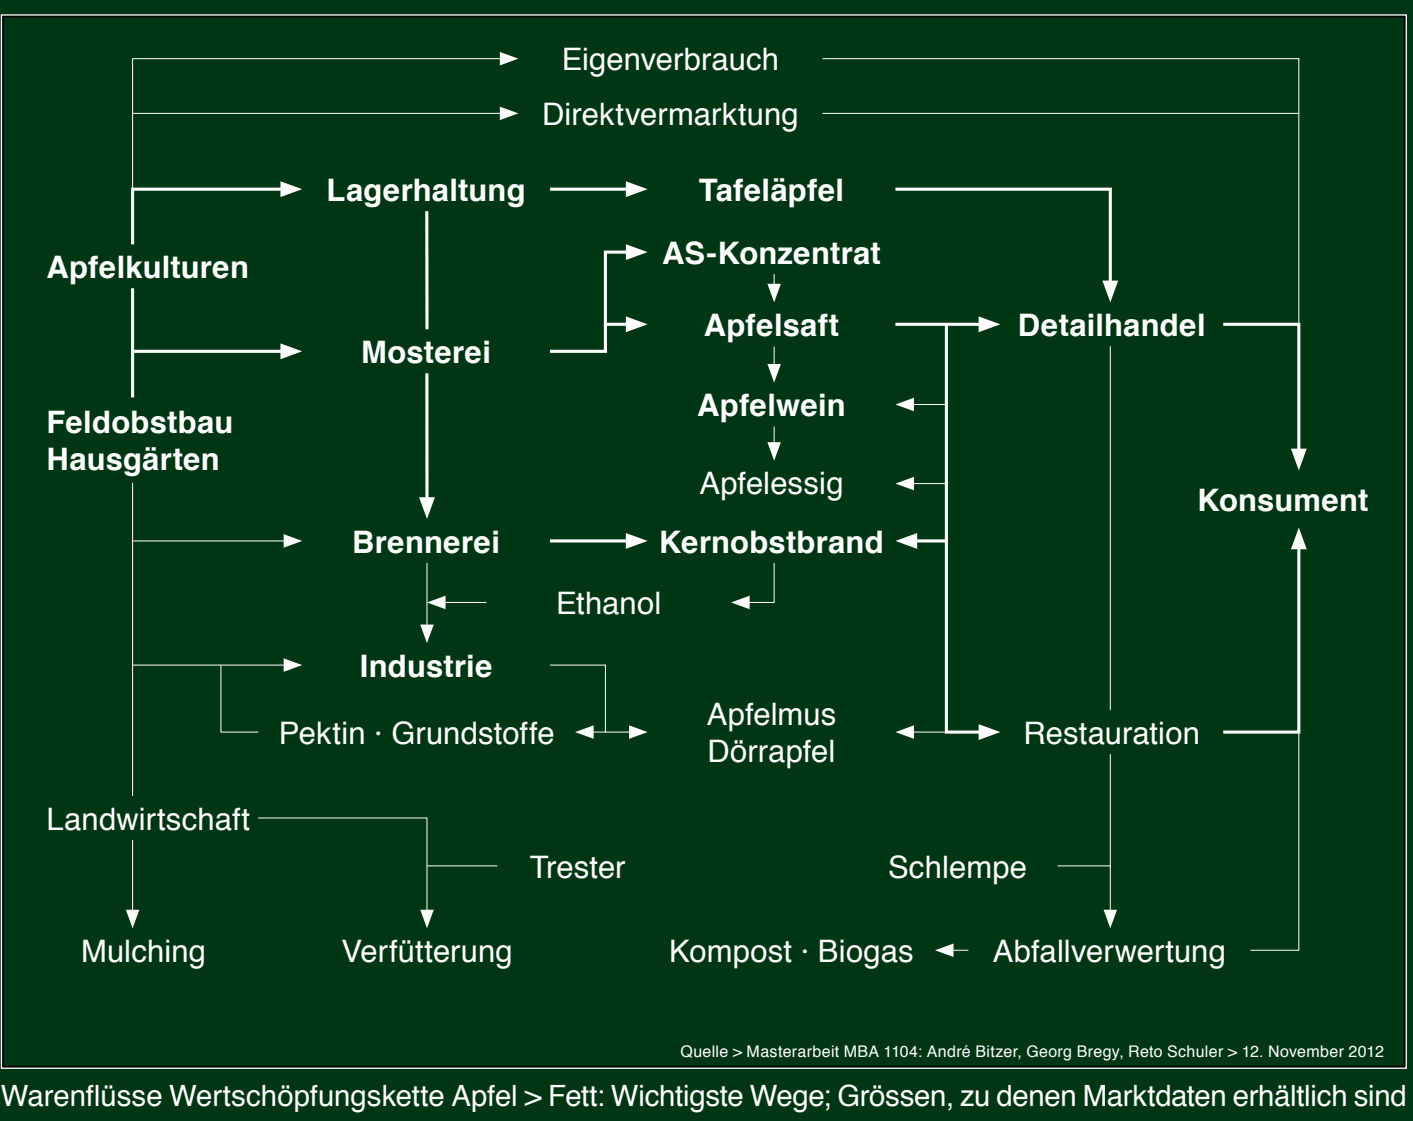 Eigenverbrauch
Direktvermarktung
Lagerhaltung
Tafeläpfel
AS-Konzentrat
Apfelkulturen
Apfelsaft
Detailhandel
Mosterei
Apfelwein
Feldobstbau
Hausgärten
Apfelessig
Konsument
Brennerei
Kernobstbrand
Ethanol
Industrie
Pektin · Grundstoffe
Apfelmus
Dörrapfel
Restauration
Landwirtschaft
Trester
Schlempe
Mulching
Verfütterung
Kompost · Biogas
Abfallverwertung
Quelle > Masterarbeit MBA 1104: André Bitzer, Georg Bregy, Reto Schuler > 12. November 2012
Warenflüsse Wertschöpfungskette Apfel > Fett: Wichtigste Wege; Grössen, zu denen Marktdaten erhältlich sind